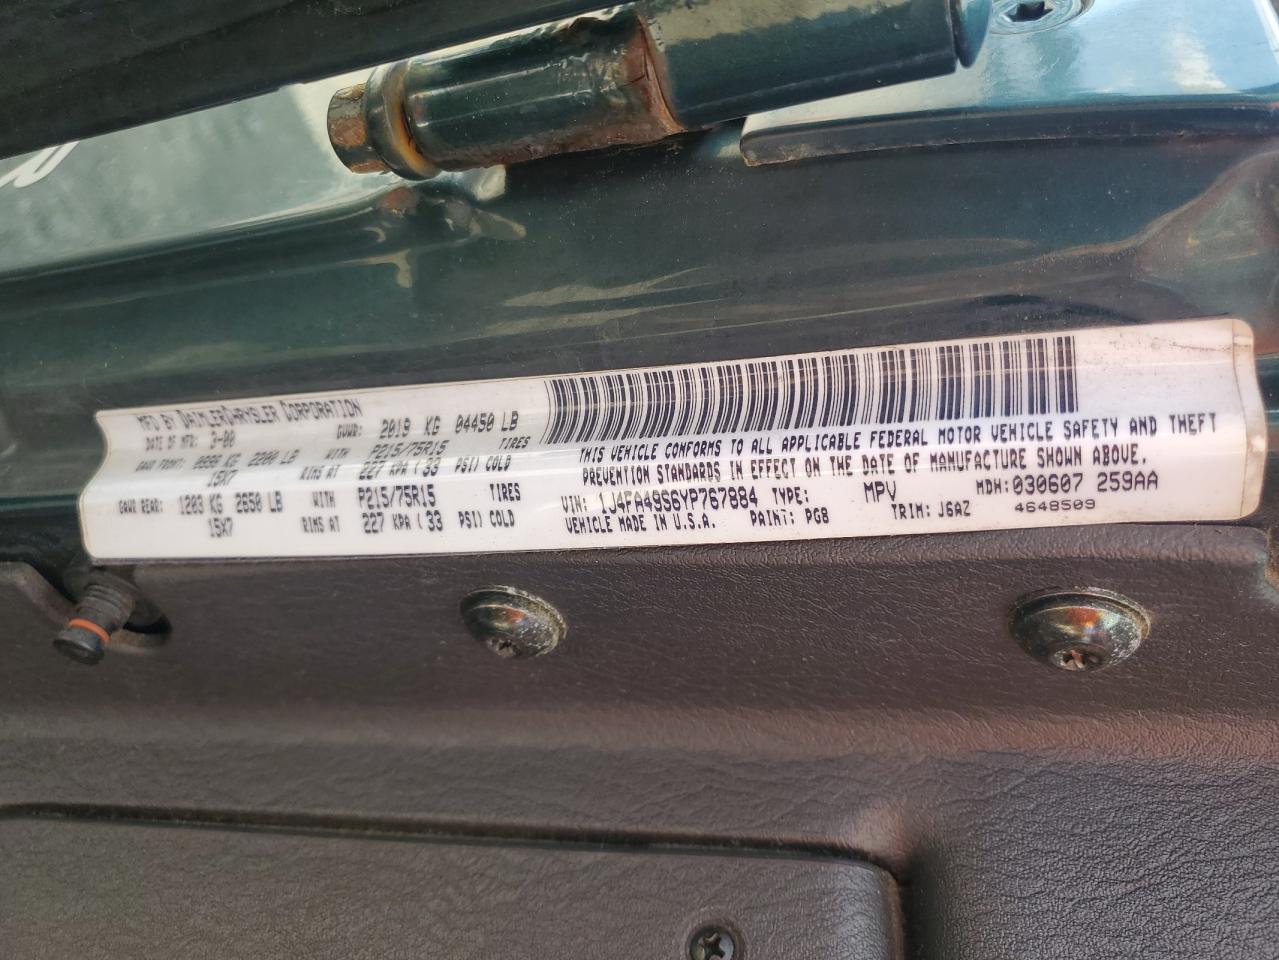 MFD BY DAIMLERCHRYSLER CORPORATION
DATE OF MFR: 3-00 GVWR: 2019 KG 04450 LB
GAWR FRONT: 0998 KG 2200 LB WITH P215/75R15 TIRES
15X7 RIMS AT 227 KPA ( 33 PSI) COLD
GAWR REAR: 1203 KG 2650 LB WITH P215/75R15 TIRES
15X7 RIMS AT 227 KPA ( 33 PSI) COLD
THIS VEHICLE CONFORMS TO ALL APPLICABLE FEDERAL MOTOR VEHICLE SAFETY AND THEFT
PREVENTION STANDARDS IN EFFECT ON THE DATE OF MANUFACTURE SHOWN ABOVE.
VIN: 1J4FA49S6YP767884 TYPE: MPV MDH: 030607 259AA
VEHICLE MADE IN U.S.A. PAINT: PGB TRIM: J6AZ 4648509